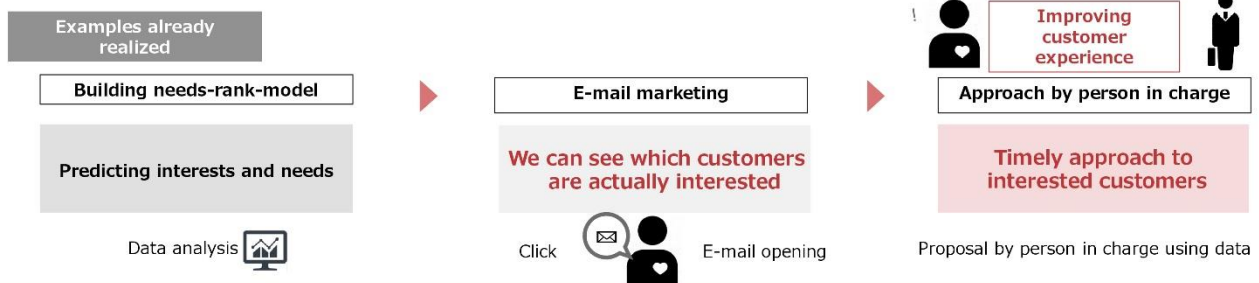 Examples already
realized
!
Improving
customer
experience
Building needs-rank-model
E-mail marketing
Approach by person in charge
Predicting interests and needs
We can see which customers
are actually interested
Timely approach to
interested customers
Data analysis
Click
E-mail opening
Proposal by person in charge using data